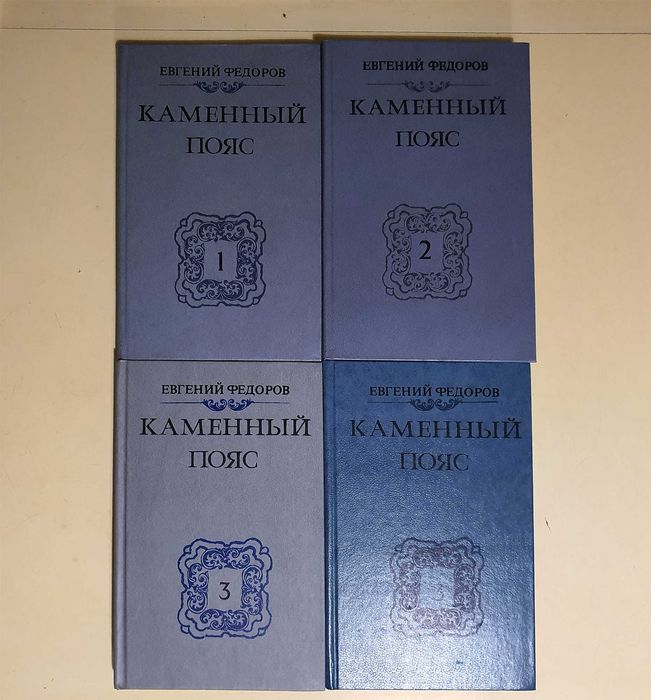 ЕВГЕНИЙ ФЕДОРОВ
КАМЕННЫЙ
ПОЯС
1
ЕВГЕНИЙ ФЕДОРОВ
КАМЕННЫЙ
ПОЯС
2
ЕВГЕНИЙ ФЕДОРОВ
КАМЕННЫЙ
ПОЯС
3
ЕВГЕНИЙ ФЕДОРОВ
КАМЕННЫЙ
ПОЯС
3